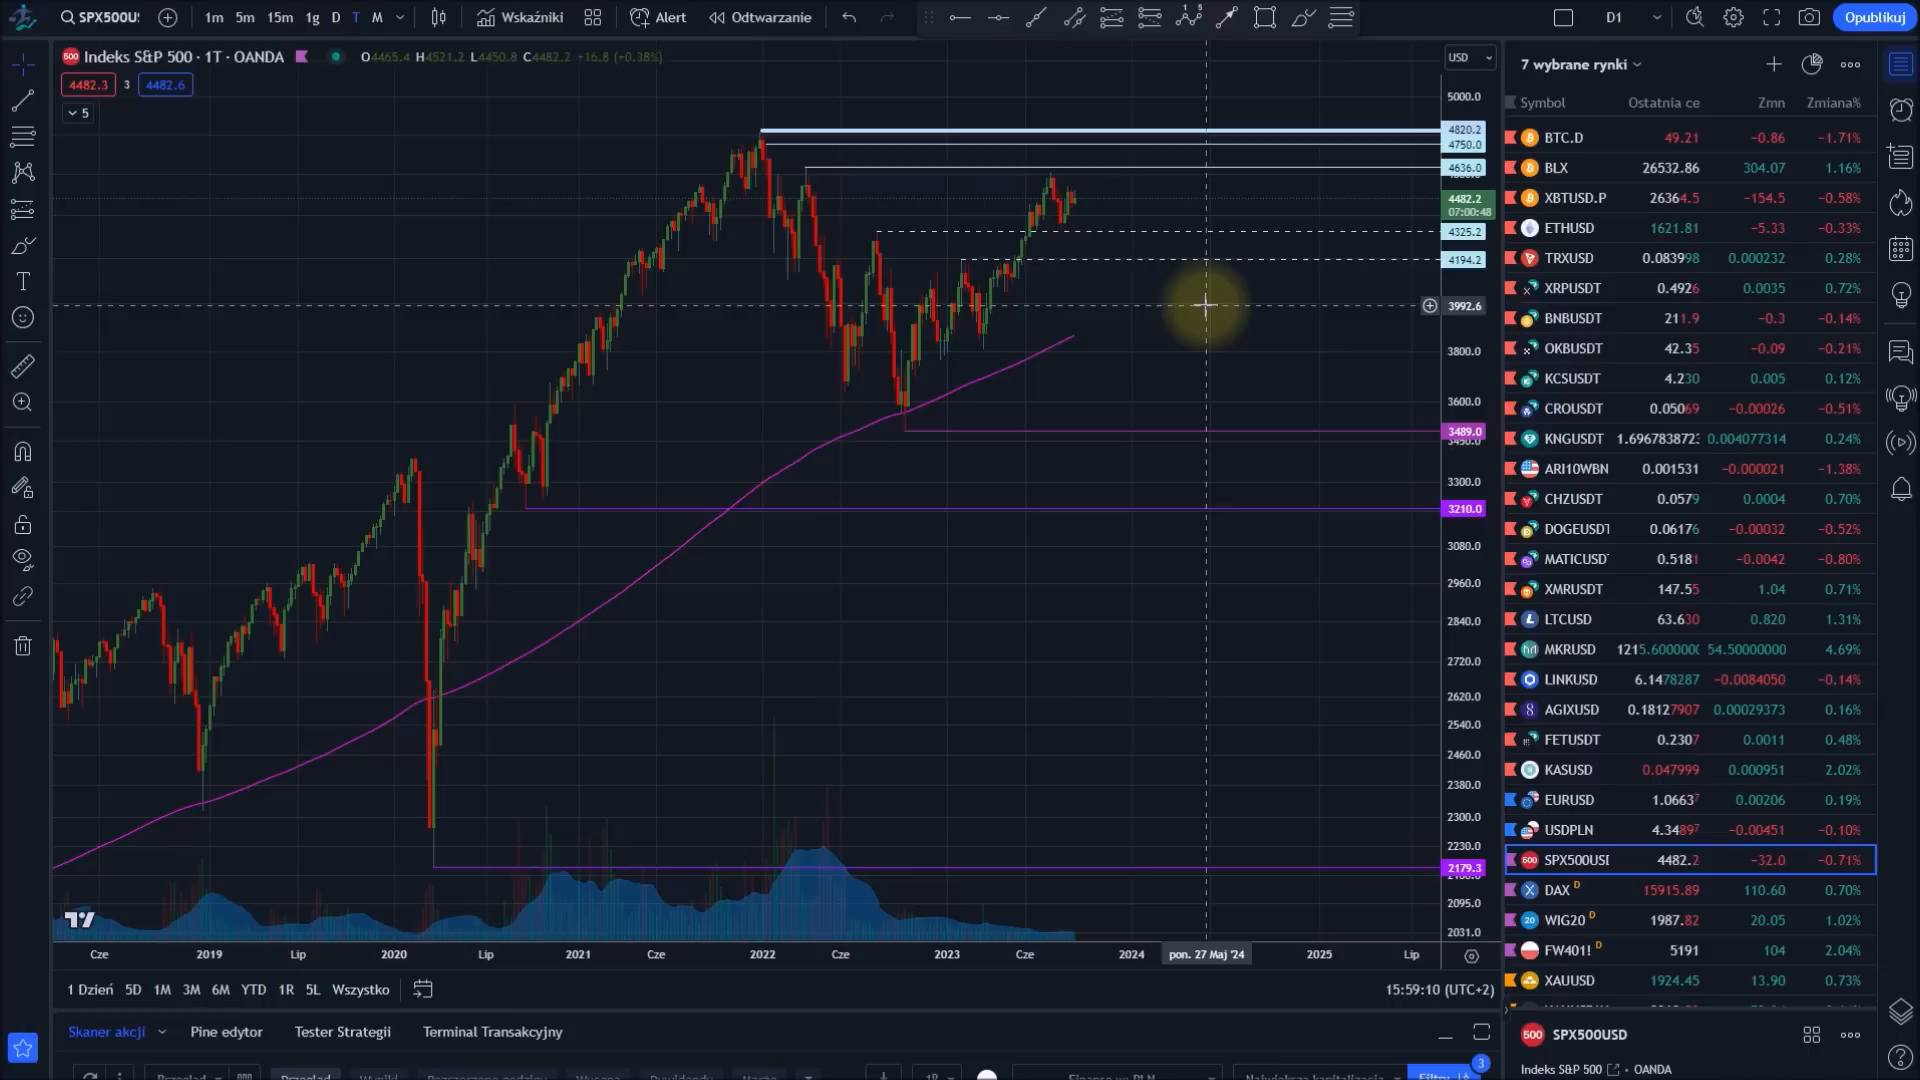 SPX500U:
1m 5m 15m 1g D T M
Wskaźniki
Alert
Odtwarzanie
D1
Opublikuj
Indeks S&P 500 · 1T · OANDA
O4465.4 H4521.2 L4450.8 C4482.2 +16.8 (+0.38%)
4482.3 3 4482.6
5
USD
5000.0
4820.2
4750.0
4636.0
4482.2
07:00:48
4325.2
4194.2
3992.6
3800.0
3600.0
3489.0
3450.0
3300.0
3210.0
3080.0
2960.0
2840.0
2720.0
2620.0
2540.0
2460.0
2380.0
2300.0
2230.0
2179.3
2095.0
2031.0
Cze 2019 Lip 2020 Lip 2021 Cze 2022 Cze 2023 Cze 2024 pon. 27 Maj '24 2025 Lip
1 Dzień 5D 1M 3M 6M YTD 1R 5L Wszystko
15:59:10 (UTC+2)
Skaner akcji Pine edytor Tester Strategii Terminal Transakcyjny
3
7 wybrane rynki
Symbol Ostatnia ce Zmn Zmiana%
BTC.D 49.21 −0.86 −1.71%
BLX 26532.86 304.07 1.16%
XBTUSD.P 26364.5 −154.5 −0.58%
ETHUSD 1621.81 −5.33 −0.33%
TRXUSD 0.083998 0.000232 0.28%
XRPUSDT 0.4926 0.0035 0.72%
BNBUSDT 211.9 −0.3 −0.14%
OKBUSDT 42.35 −0.09 −0.21%
KCSUSDT 4.230 0.005 0.12%
CROUSDT 0.05069 −0.00026 −0.51%
KNGUSDT 1.6967838723 0.004077314 0.24%
ARI10WBN 0.001531 −0.000021 −1.38%
CHZUSDT 0.0579 0.0004 0.70%
DOGEUSDT 0.06176 −0.00032 −0.52%
MATICUSD 0.5181 −0.0042 −0.80%
XMRUSDT 147.55 1.04 0.71%
LTCUSD 63.630 0.820 1.31%
MKRUSD 1215.6000000 54.50000000 4.69%
LINKUSD 6.1478287 −0.0084050 −0.14%
AGIXUSD 0.18127907 0.00029373 0.16%
FETUSDT 0.2307 0.0011 0.48%
KASUSD 0.047999 0.000951 2.02%
EURUSD 1.06637 0.00206 0.19%
USDPLN 4.34897 −0.00451 −0.10%
SPX500USI 4482.2 −32.0 −0.71%
DAX D 15915.89 110.60 0.70%
WIG20 D 1987.82 20.05 1.02%
FW401! D 5191 104 2.04%
XAUUSD 1924.45 13.90 0.73%
500 SPX500USD
Indeks S&P 500 · OANDA